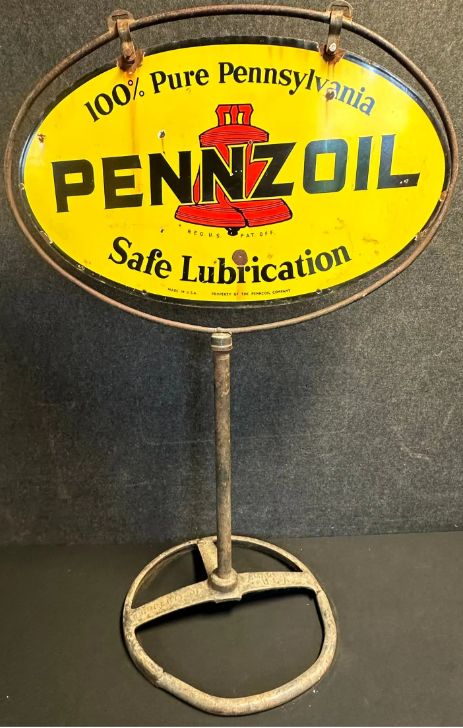 100% Pure Pennsylvania
PENNZOIL
REG. U.S. PAT. OFF.
Safe Lubrication
MADE IN U.S.A. PROPERTY OF THE PENNZOIL COMPANY